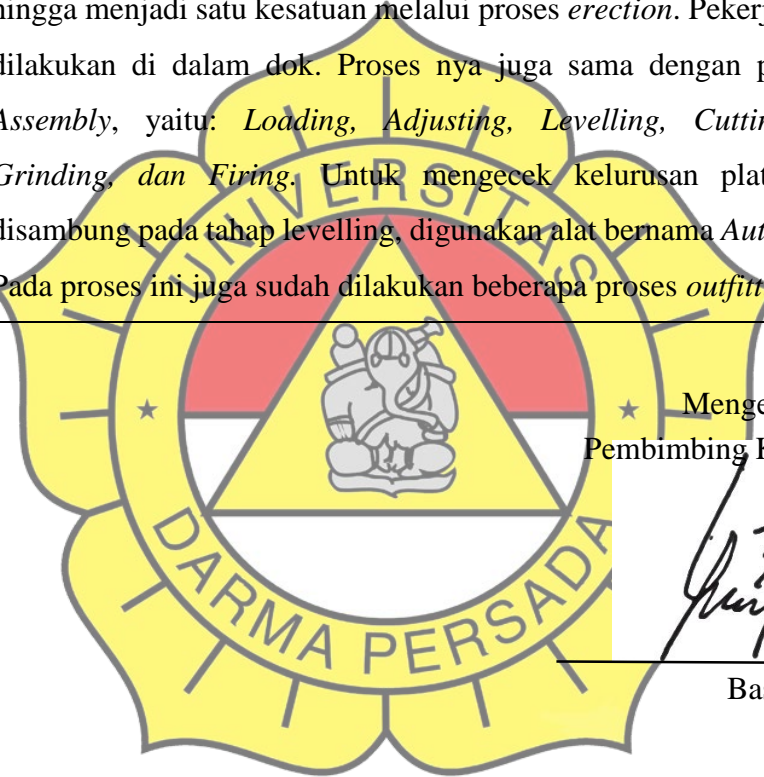 hingga menjadi satu kesatuan melalui proses erection. Pekerj
dilakukan di dalam dok. Proses nya juga sama dengan p
Assembly, yaitu: Loading, Adjusting, Levelling, Cuttin
Grinding, dan Firing. Untuk mengecek kelurusan plat
disambung pada tahap levelling, digunakan alat bernama Aut
Pada proses ini juga sudah dilakukan beberapa proses outfitt
UNIVERSITAS
DARMA PERSADA
Menge
Pembimbing K
Bas